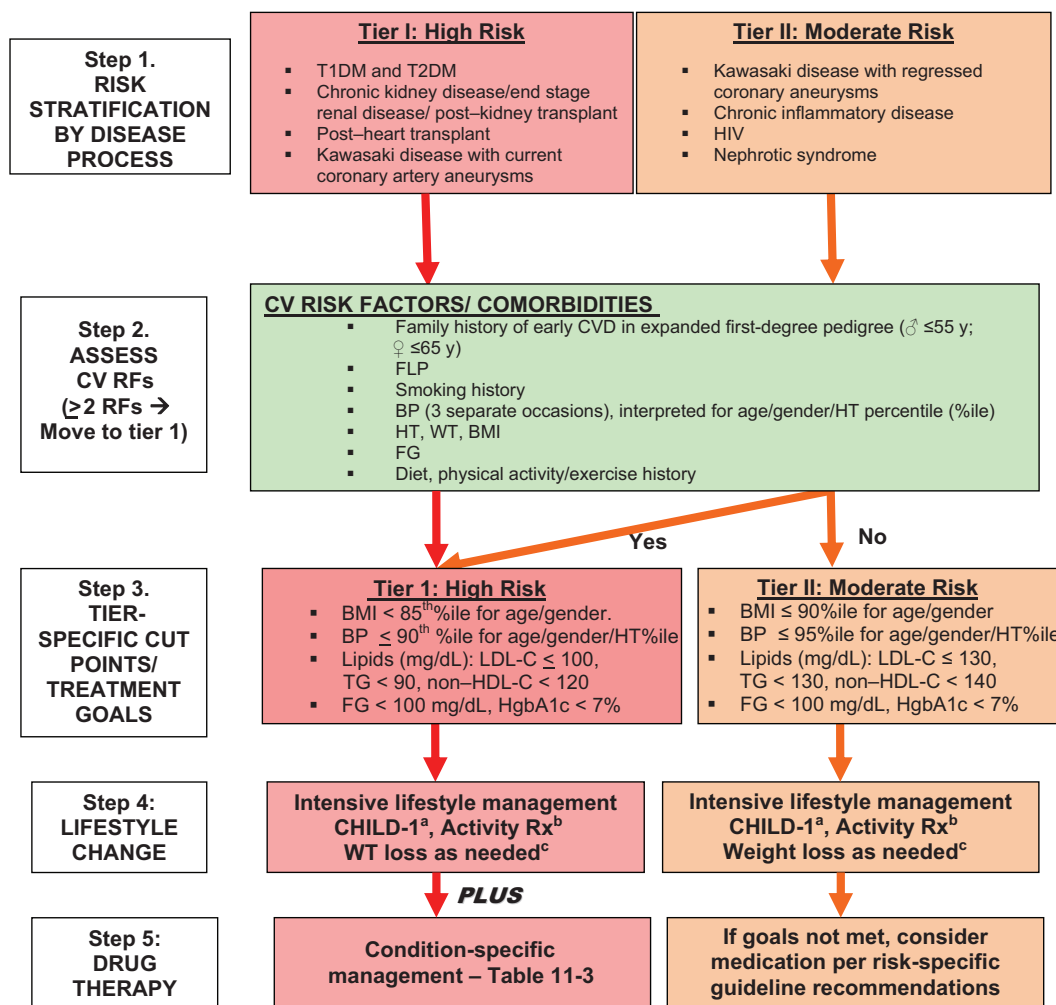 Step 1.
RISK
STRATIFICATION
BY DISEASE
PROCESS
Tier I: High Risk
▪ T1DM and T2DM
▪ Chronic kidney disease/end stage
renal disease/ post–kidney transplant
▪ Post–heart transplant
▪ Kawasaki disease with current
coronary artery aneurysms
Tier II: Moderate Risk
▪ Kawasaki disease with regressed
coronary aneurysms
▪ Chronic inflammatory disease
▪ HIV
▪ Nephrotic syndrome
Step 2.
ASSESS
CV RFs
(≥2 RFs →
Move to tier 1)
CV RISK FACTORS/ COMORBIDITIES
▪ Family history of early CVD in expanded first-degree pedigree (♂ ≤55 y;
♀ ≤65 y)
▪ FLP
▪ Smoking history
▪ BP (3 separate occasions), interpreted for age/gender/HT percentile (%ile)
▪ HT, WT, BMI
▪ FG
▪ Diet, physical activity/exercise history
Yes
No
Step 3.
TIER-
SPECIFIC CUT
POINTS/
TREATMENT
GOALS
Tier 1: High Risk
▪ BMI < 85th%ile for age/gender.
▪ BP ≤ 90th %ile for age/gender/HT%ile
▪ Lipids (mg/dL): LDL-C ≤ 100,
TG < 90, non–HDL-C < 120
▪ FG < 100 mg/dL, HgbA1c < 7%
Tier II: Moderate Risk
▪ BMI ≤ 90%ile for age/gender
▪ BP ≤ 95%ile for age/gender/HT%ile
▪ Lipids (mg/dL): LDL-C ≤ 130,
TG < 130, non–HDL-C < 140
▪ FG < 100 mg/dL, HgbA1c < 7%
Step 4:
LIFESTYLE
CHANGE
Intensive lifestyle management
CHILD-1a, Activity Rxb
WT loss as neededc
Intensive lifestyle management
CHILD-1a, Activity Rxb
Weight loss as neededc
PLUS
Step 5:
DRUG
THERAPY
Condition-specific
management – Table 11-3
If goals not met, consider
medication per risk-specific
guideline recommendations